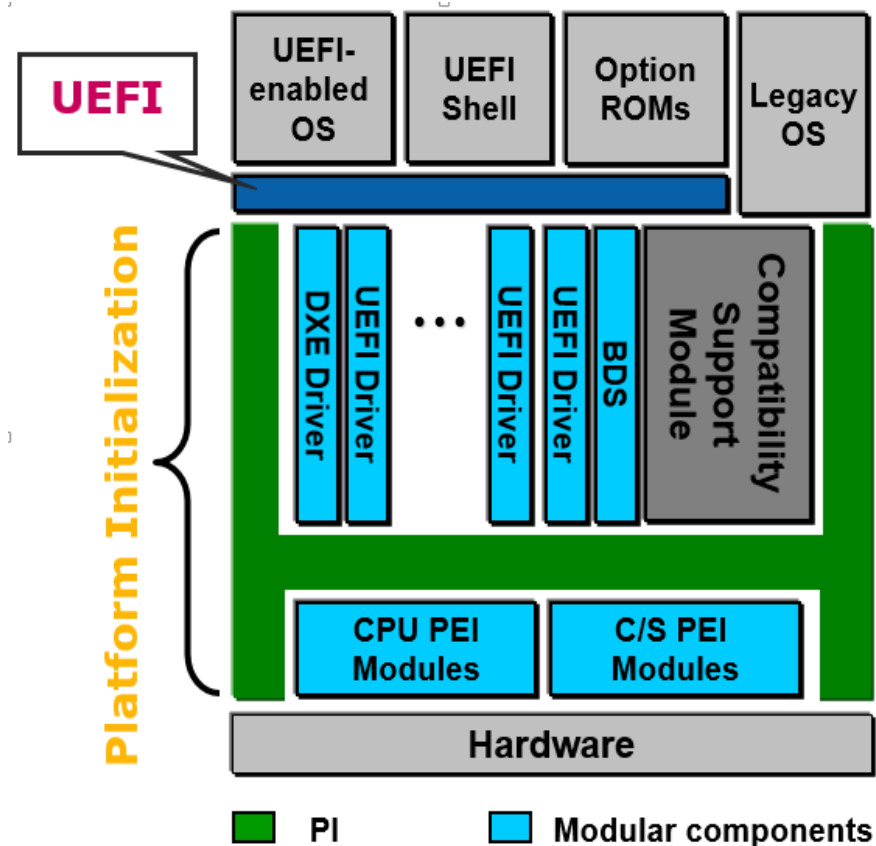 UEFI
UEFI-
enabled
OS
UEFI
Shell
Option
ROMs
Legacy
OS
Platform Initialization
DXE Driver
UEFI Driver
...
UEFI Driver
UEFI Driver
BDS
Compatibility
Support
Module
CPU PEI
Modules
C/S PEI
Modules
Hardware
PI
Modular components